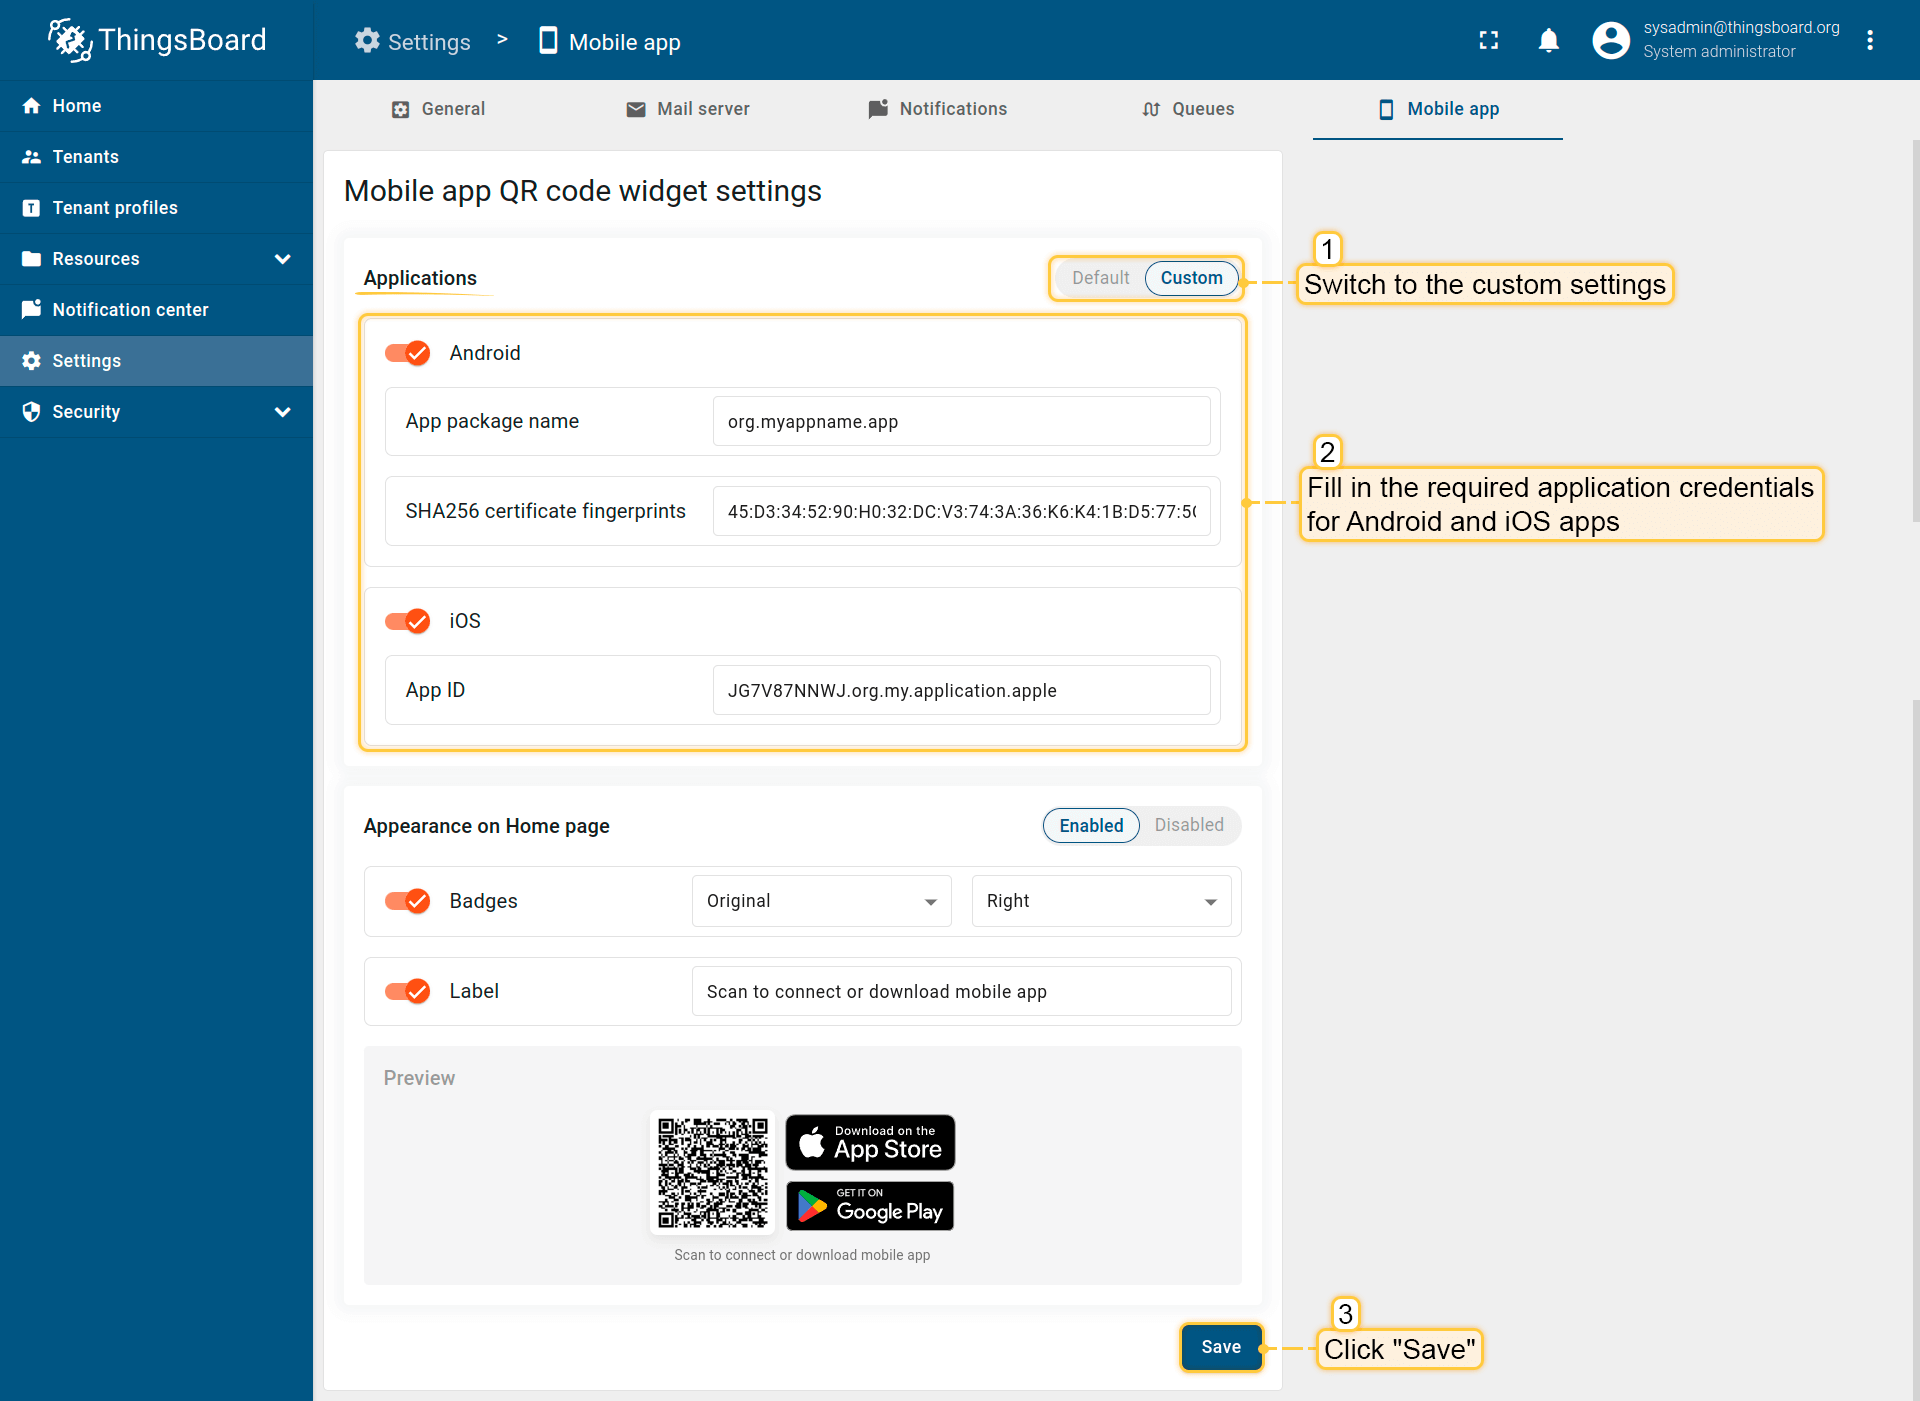 ThingsBoard
Settings > Mobile app
sysadmin@thingsboard.org
System administrator
Home
Tenants
Tenant profiles
Resources
Notification center
Settings
Security
General
Mail server
Notifications
Queues
Mobile app
Mobile app QR code widget settings
Applications
Default
Custom
1
Switch to the custom settings
Android
App package name
org.myappname.app
SHA256 certificate fingerprints
45:D3:34:52:90:H0:32:DC:V3:74:3A:36:K6:K4:1B:D5:77:5
2
Fill in the required application credentials
for Android and iOS apps
iOS
App ID
JG7V87NNWJ.org.my.application.apple
Appearance on Home page
Enabled
Disabled
Badges
Original
Right
Label
Scan to connect or download mobile app
Preview
Download on the
App Store
GET IT ON
Google Play
Scan to connect or download mobile app
Save
3
Click "Save"